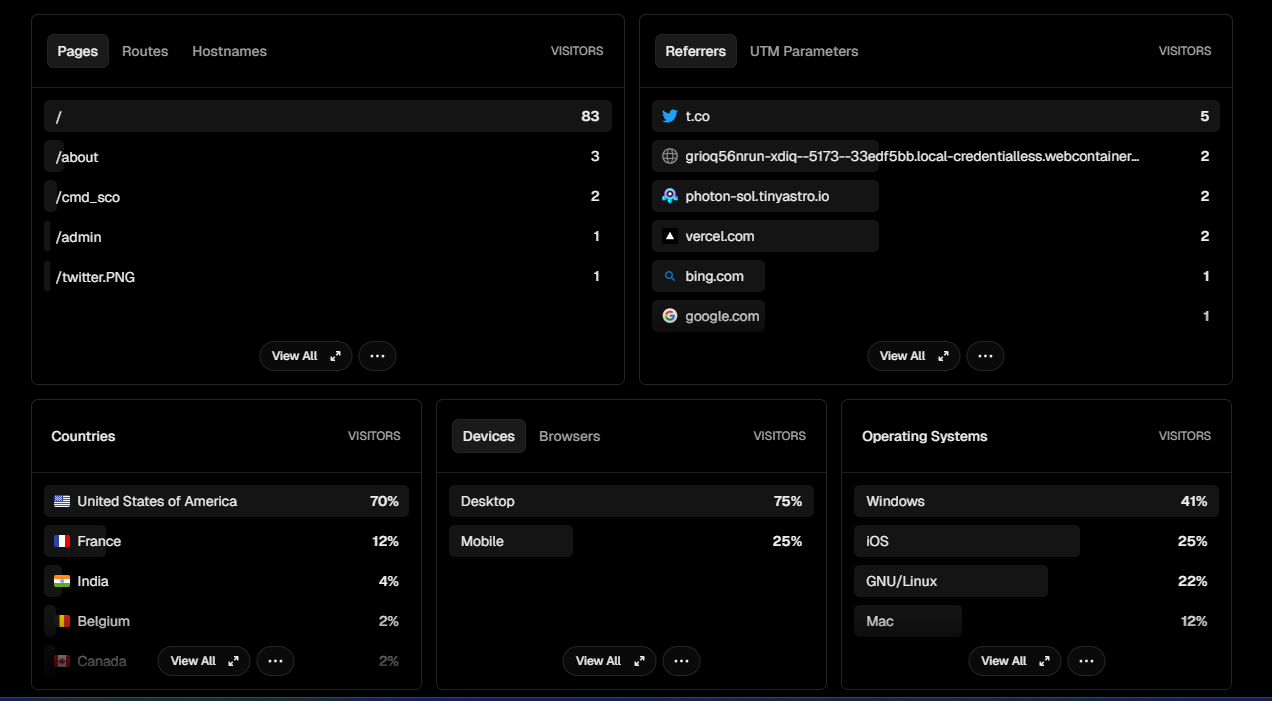 Pages Routes Hostnames VISITORS
/ 83
/about 3
/cmd_sco 2
/admin 1
/twitter.PNG 1
View All
Referrers UTM Parameters VISITORS
t.co 5
grioq56nrun-xdiq--5173--33edf5bb.local-credentialless.webcontainer... 2
photon-sol.tinyastro.io 2
vercel.com 2
bing.com 1
google.com 1
View All
Countries VISITORS
United States of America 70%
France 12%
India 4%
Belgium 2%
Canada 2%
View All
Devices Browsers VISITORS
Desktop 75%
Mobile 25%
View All
Operating Systems VISITORS
Windows 41%
iOS 25%
GNU/Linux 22%
Mac 12%
View All